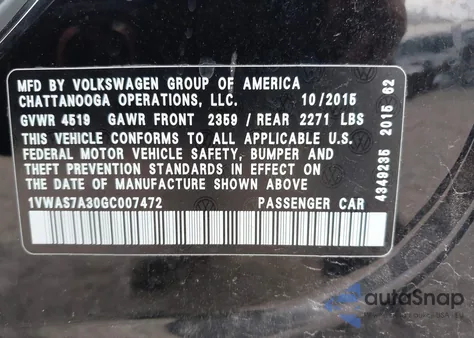 MFD BY VOLKSWAGEN GROUP OF AMERICA
CHATTANOOGA OPERATIONS, LLC. 10/2015
GVWR 4519 GAWR FRONT 2359 / REAR 2271 LBS
THIS VEHICLE CONFORMS TO ALL APPLICABLE U.S.
FEDERAL MOTOR VEHICLE SAFETY, BUMPER AND
THEFT PREVENTION STANDARDS IN EFFECT ON THE
DATE OF MANUFACTURE SHOWN ABOVE
1VWAS7A30GC007472 PASSENGER CAR
4349235 2015 62
autoSnap